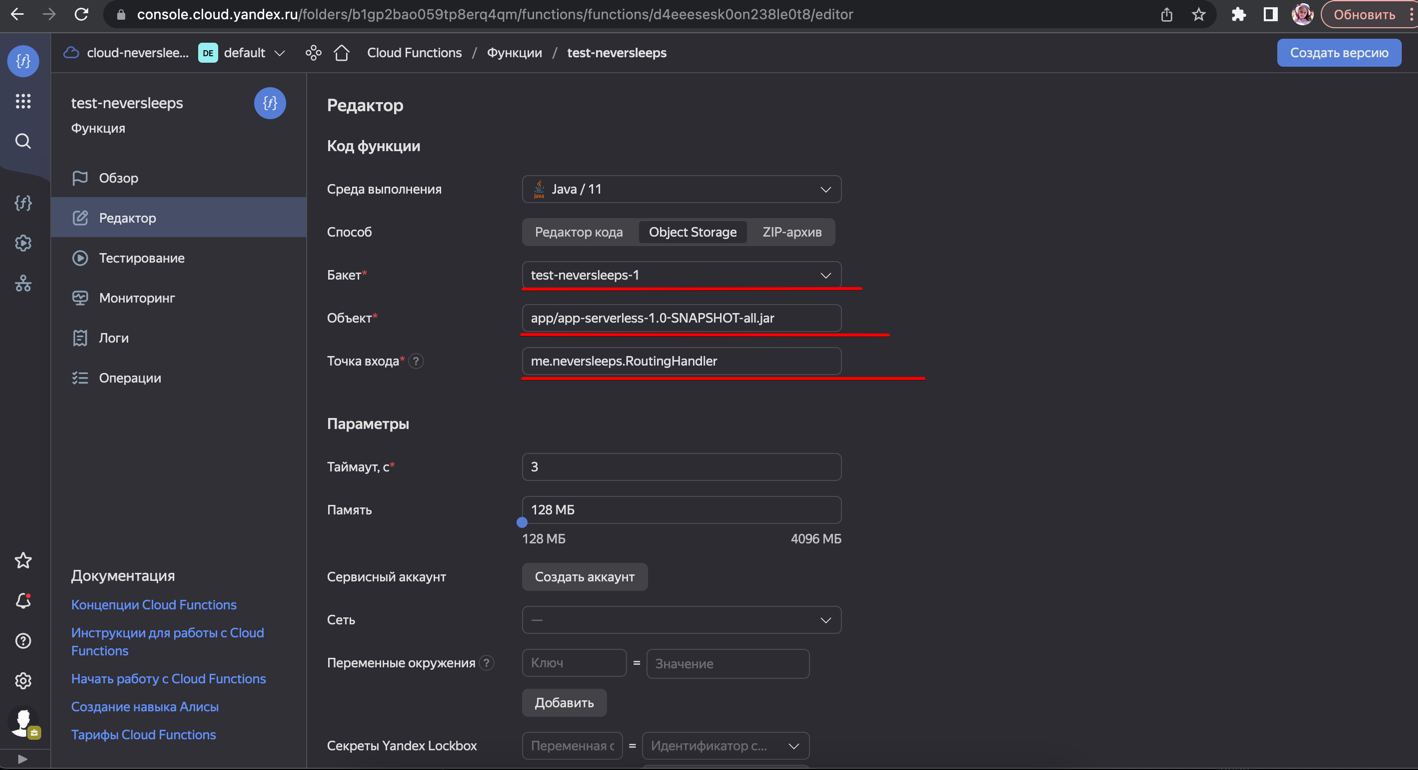 console.cloud.yandex.ru/folders/b1gp2bao059tp8erq4qm/functions/functions/d4eeesesk0on238le0t8/editor
Обновить
{ƒ}
cloud-neverslee...
DE
default
Cloud Functions / Функции / test-neversleeps
Создать версию
test-neversleeps
Функция
{ƒ}
Обзор
Редактор
Тестирование
Мониторинг
Логи
Операции
Документация
Концепции Cloud Functions
Инструкции для работы с Cloud
Functions
Начать работу с Cloud Functions
Создание навыка Алисы
Тарифы Cloud Functions
Редактор
Код функции
Среда выполнения
Java / 11
Способ
Редактор кода
Object Storage
ZIP-архив
Бакет*
test-neversleeps-1
Объект*
app/app-serverless-1.0-SNAPSHOT-all.jar
Точка входа* ?
me.neversleeps.RoutingHandler
Параметры
Таймаут, с*
3
Память
128 МБ
128 МБ
4096 МБ
Сервисный аккаунт
Создать аккаунт
Сеть
—
Переменные окружения ?
Ключ = Значение
Добавить
Секреты Yandex Lockbox
Переменная с = Идентификатор с...